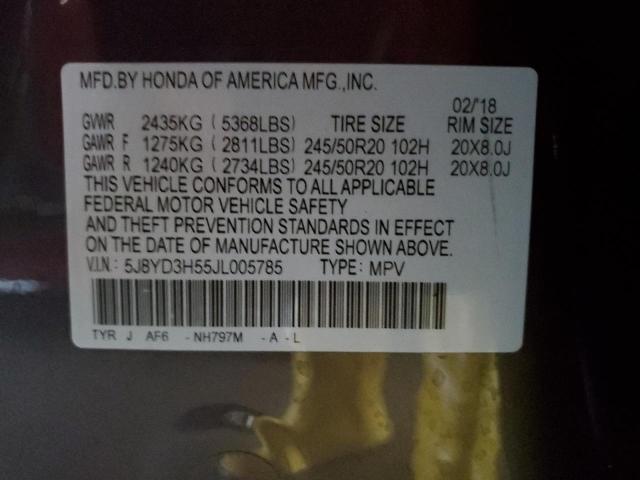 MFD.BY HONDA OF AMERICA MFG.,INC.
02/'18
GVWR 2435KG ( 5368LBS) TIRE SIZE RIM SIZE
GAWR F 1275KG ( 2811LBS) 245/50R20 102H 20X8.0J
GAWR R 1240KG ( 2734LBS) 245/50R20 102H 20X8.0J
THIS VEHICLE CONFORMS TO ALL APPLICABLE
FEDERAL MOTOR VEHICLE SAFETY
AND THEFT PREVENTION STANDARDS IN EFFECT
ON THE DATE OF MANUFACTURE SHOWN ABOVE.
V.I.N.: 5J8YD3H55JL005785 TYPE: MPV
TYR J AF6 - NH797M - A - L